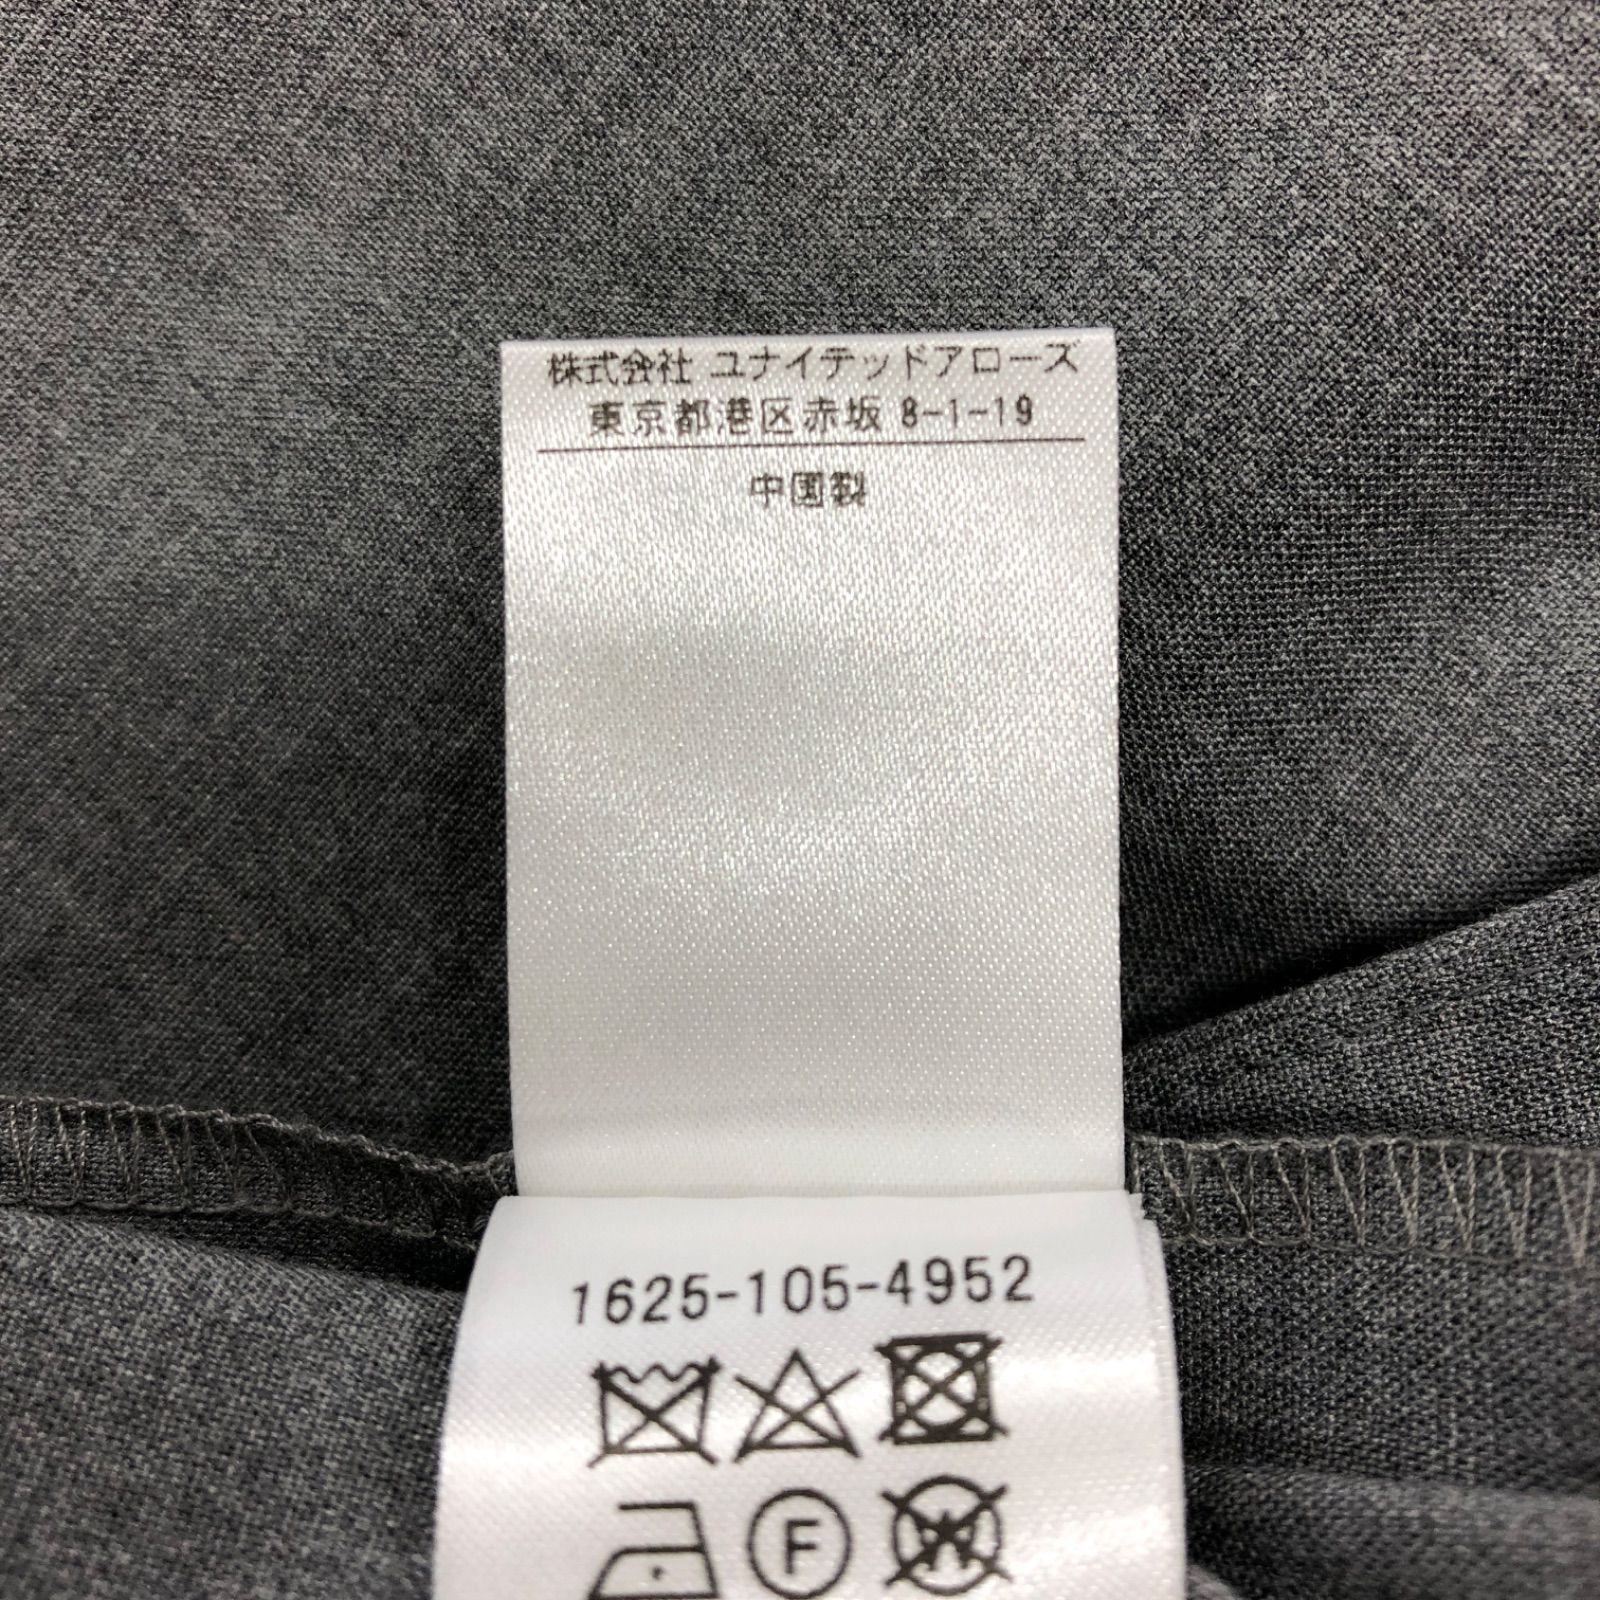 株式会社 ユナイテッドアローズ
東京都港区赤坂 8-1-19
中国製
1625-105-4952
F
W